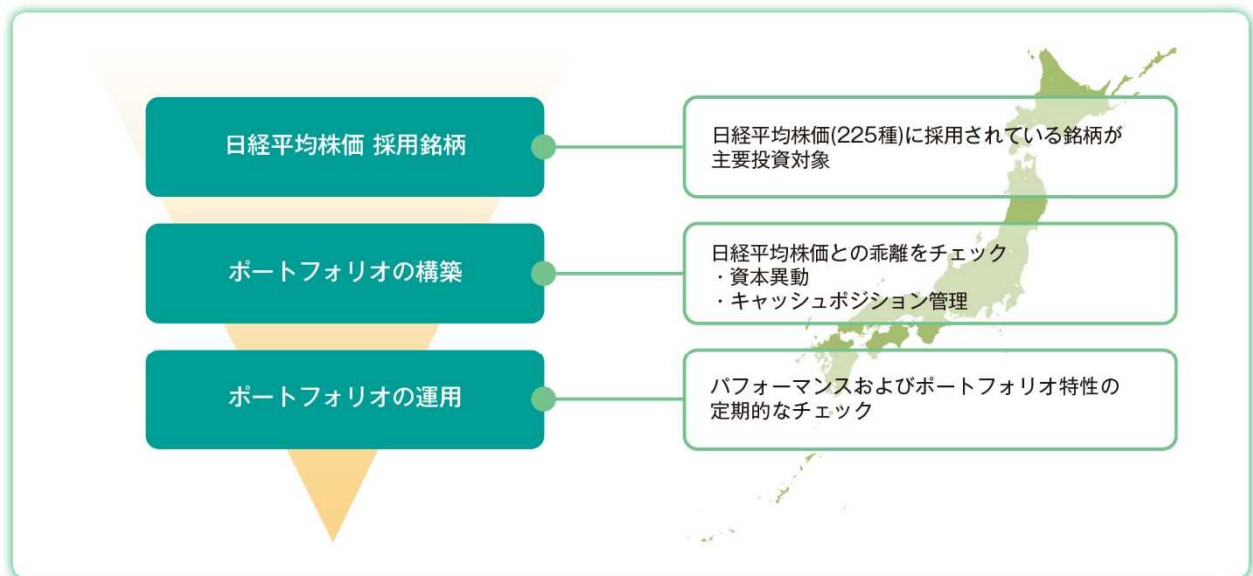 日経平均株価 採用銘柄
日経平均株価(225種)に採用されている銘柄が
主要投資対象
ポートフォリオの構築
日経平均株価との乖離をチェック
・資本異動
・キャッシュポジション管理
ポートフォリオの運用
パフォーマンスおよびポートフォリオ特性の
定期的なチェック